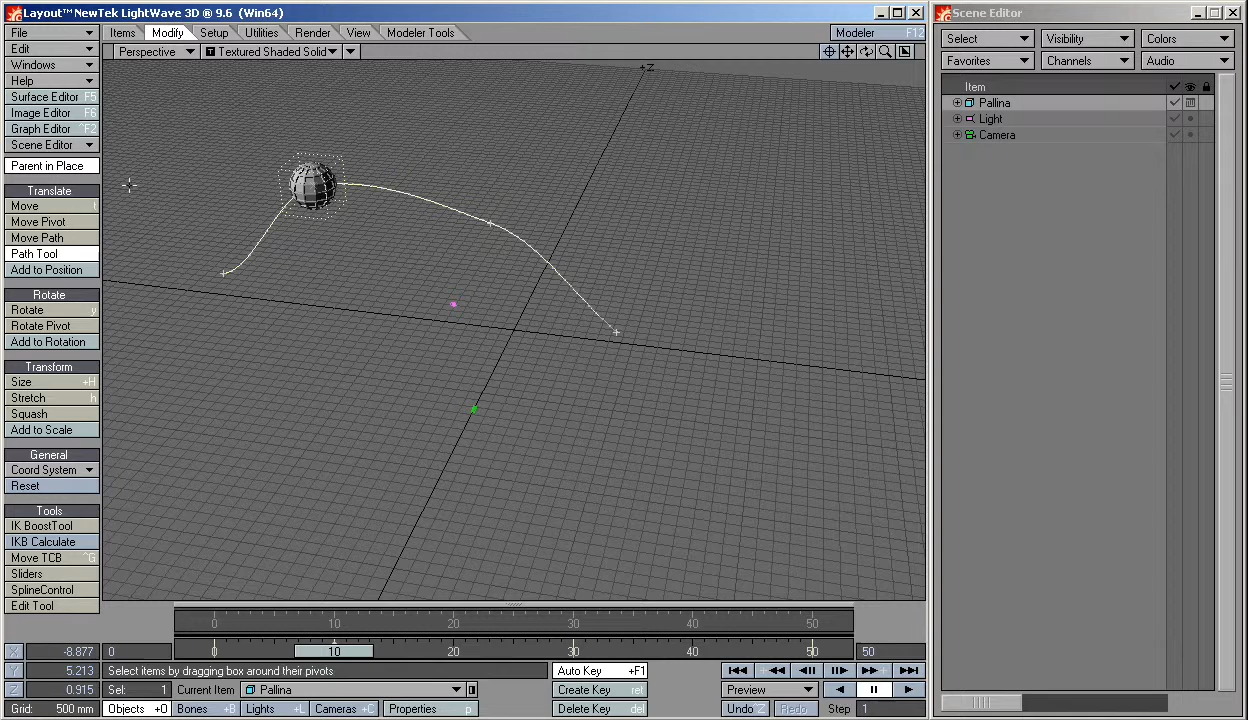 Layout™ NewTek LightWave 3D ® 9.6 (Win64)
Scene Editor
File
Items
Modify
Setup
Utilities
Render
View
Modeler Tools
Modeler F12
Edit
Perspective
Textured Shaded Solid
Windows
Help
Surface Editor F5
Image Editor F6
Graph Editor ^F2
Scene Editor
Parent in Place
Translate
Move t
Move Pivot
Move Path
Path Tool
Add to Position
Rotate
Rotate y
Rotate Pivot
Add to Rotation
Transform
Size +H
Stretch h
Squash
Add to Scale
General
Coord System
Reset
Tools
IK BoostTool
IKB Calculate
Move TCB ^G
Sliders
SplineControl
Edit Tool
+Z
Select
Visibility
Colors
Favorites
Channels
Audio
Item
Pallina
Light
Camera
0 10 20 30 40 50
0 0 10 20 30 40 50 50
X -8.877
Y 5.213
Z 0.915
Grid: 500 mm
Select items by dragging box around their pivots
Sel: 1
Current Item
Pallina
Objects +O
Bones +B
Lights +L
Cameras +C
Properties p
Auto Key +F1
Create Key ret
Delete Key del
Preview
Undo ^Z
Redo
Step 1